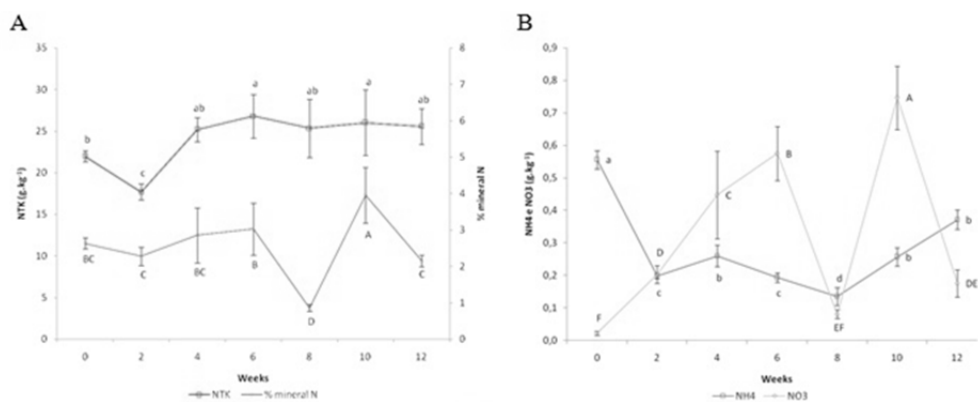 A
35
30
25
20
15
10
5
0
NTK (g.kg⁻¹)
8
7
6
5
4
3
2
1
0
% mineral N
b
c
ab
a
ab
a
ab
BC
C
BC
B
D
A
C
0 2 4 6 8 10 12
Weeks
NTK % mineral N
B
0,9
0,8
0,7
0,6
0,5
0,4
0,3
0,2
0,1
0,0
NH4 e NO3 (g.kg⁻¹)
a
c
b
c
d
b
b
F
D
C
B
EF
A
DE
0 2 4 6 8 10 12
Weeks
NH4 NO3